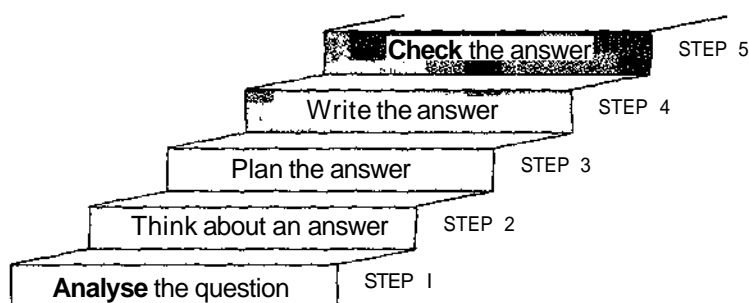 Check the answer STEP 5
Write the answer STEP 4
Plan the answer STEP 3
Think about an answer STEP 2
Analyse the question STEP I